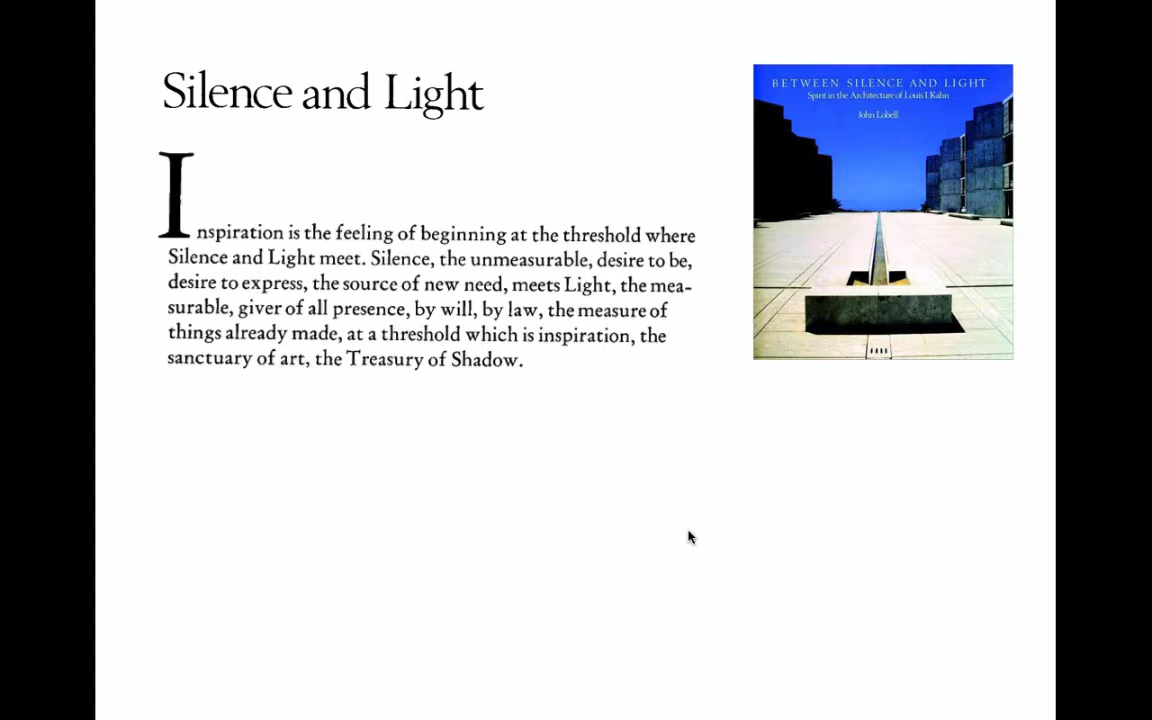 Silence and Light
Inspiration is the feeling of beginning at the threshold where
Silence and Light meet. Silence, the unmeasurable, desire to be,
desire to express, the source of new need, meets Light, the mea-
surable, giver of all presence, by will, by law, the measure of
things already made, at a threshold which is inspiration, the
sanctuary of art, the Treasury of Shadow.
BETWEEN SILENCE AND LIGHT
Spirit in the Architecture of Louis I. Kahn
John Lobell